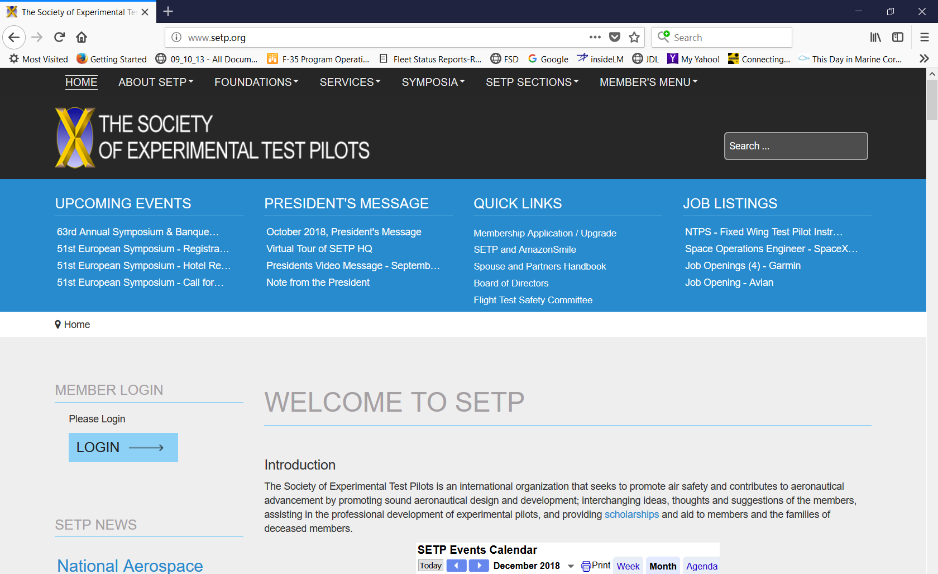 The Society of Experimental Te
www.setp.org
Search
Most Visited Getting Started 09_10_13 - All Docum... F-35 Program Operati... Fleet Status Reports-R... FSD Google insideLM JDL My Yahoo! Connecting... This Day in Marine Cor...
HOME ABOUT SETP FOUNDATIONS SERVICES SYMPOSIA SETP SECTIONS MEMBER'S MENU
THE SOCIETY
OF EXPERIMENTAL TEST PILOTS
Search ...
UPCOMING EVENTS
63rd Annual Symposium & Banque...
51st European Symposium - Registra...
51st European Symposium - Hotel Re...
51st European Symposium - Call for...
PRESIDENT'S MESSAGE
October 2018, President's Message
Virtual Tour of SETP HQ
Presidents Video Message - Septemb...
Note from the President
QUICK LINKS
Membership Application / Upgrade
SETP and AmazonSmile
Spouse and Partners Handbook
Board of Directors
Flight Test Safety Committee
JOB LISTINGS
NTPS - Fixed Wing Test Pilot Instr...
Space Operations Engineer - SpaceX...
Job Openings (4) - Garmin
Job Opening - Avian
Home
MEMBER LOGIN
Please Login
LOGIN
SETP NEWS
National Aerospace
WELCOME TO SETP
Introduction
The Society of Experimental Test Pilots is an international organization that seeks to promote air safety and contributes to aeronautical
advancement by promoting sound aeronautical design and development; interchanging ideas, thoughts and suggestions of the members,
assisting in the professional development of experimental pilots, and providing scholarships and aid to members and the families of
deceased members.
SETP Events Calendar
Today December 2018 Print Week Month Agenda